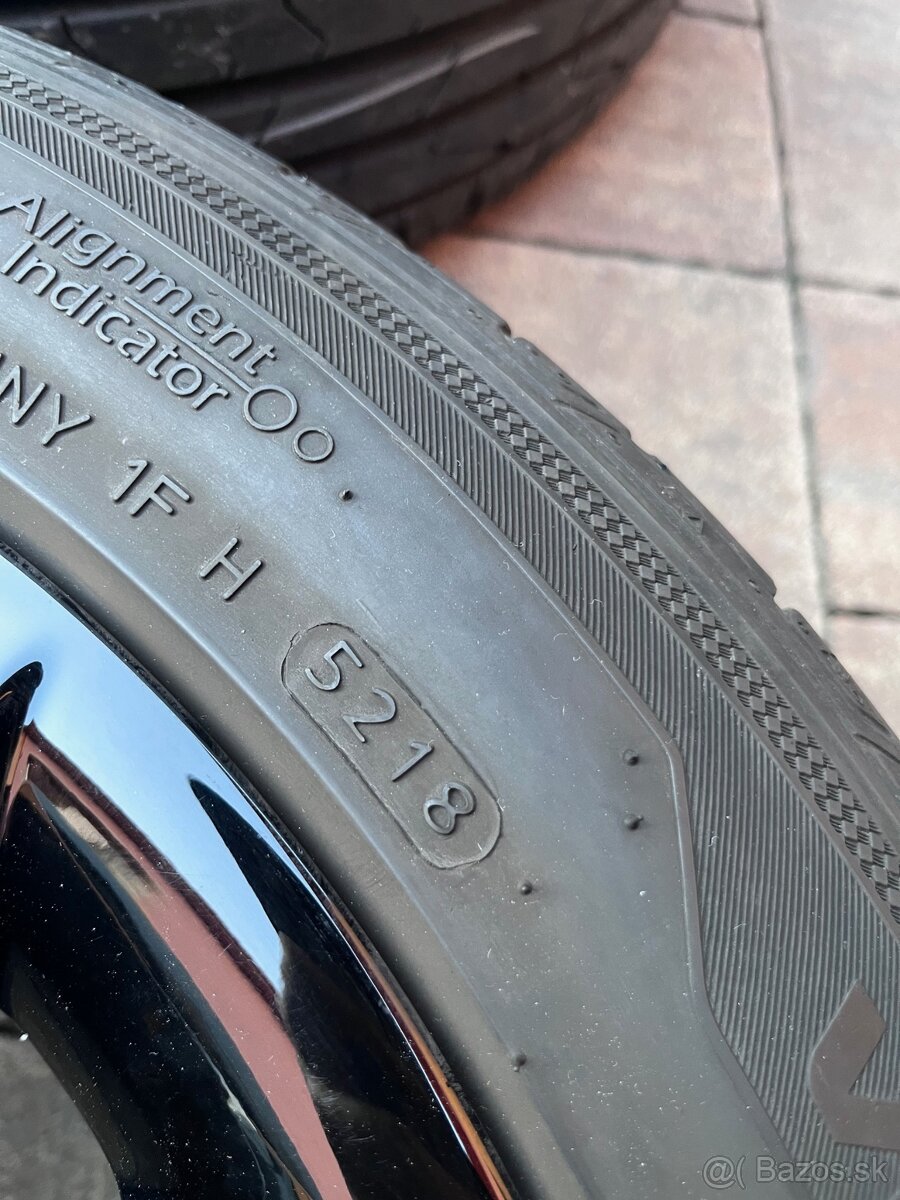 Alignment
Indicator
NY 1F H 5218
@( Bazos.sk